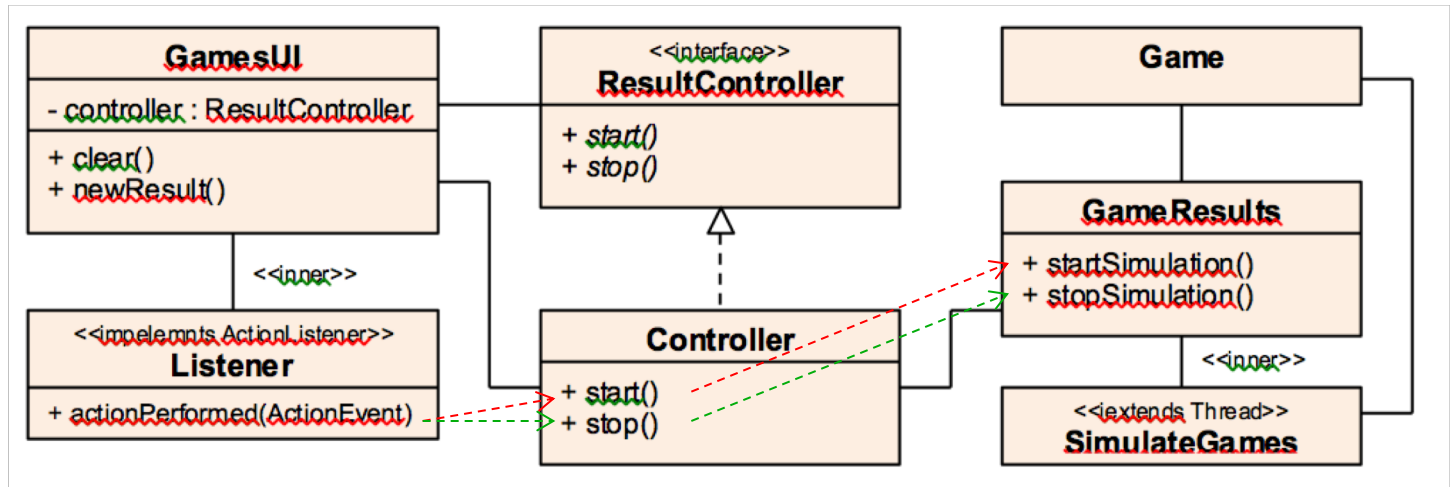 GamesUI
- controller : ResultController
+ clear()
+ newResult()
<<inner>>
<<impelempts ActionListener>>
Listener
+ actionPerformed(ActionEvent)
<<interface>>
ResultController
+ start()
+ stop()
Controller
+ start()
+ stop()
Game
GameResults
+ startSimulation()
+ stopSimulation()
<<inner>>
<<iextends Thread>>
SimulateGames